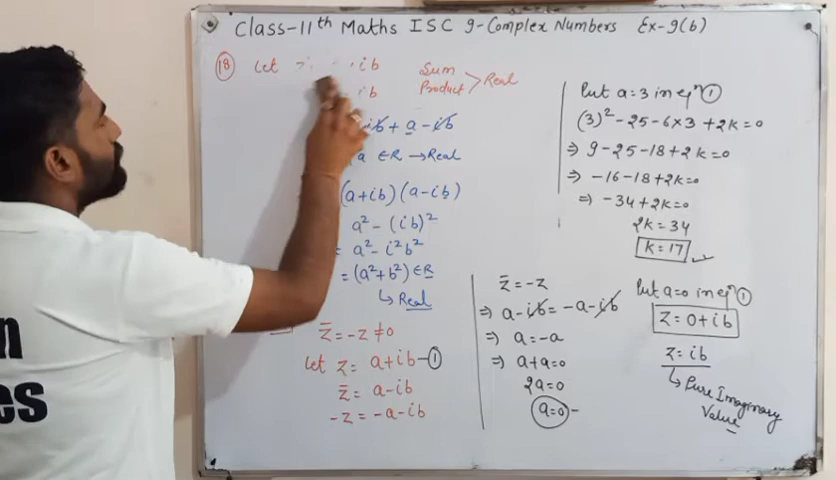 Class-11th Maths ISC 9-Complex Numbers Ex-9(b)
(18) Let ib
ib
Sum
Product > Real
ib + a - ib
a ∈ R → Real
(a+ib)(a-ib)
a² - (ib)²
= a² - i²b²
= (a²+b²) ∈ R
↳ Real
z̄ = -z ≠ 0
Let z = a+ib — ①
z̄ = a-ib
-z = -a-ib
z̄ = -z
⇒ a-ib = -a-ib
⇒ a = -a
⇒ a+a=0
2a=0
a=0
Put a=3 in eqn ①
(3)² - 25 - 6×3 + 2k = 0
⇒ 9-25-18+2k=0
⇒ -16-18+2k=0
⇒ -34+2k=0
2k=34
k=17
Put a=0 in eqn ①
z = 0+ib
z = ib
↳ Pure Imaginary
Value
n
es